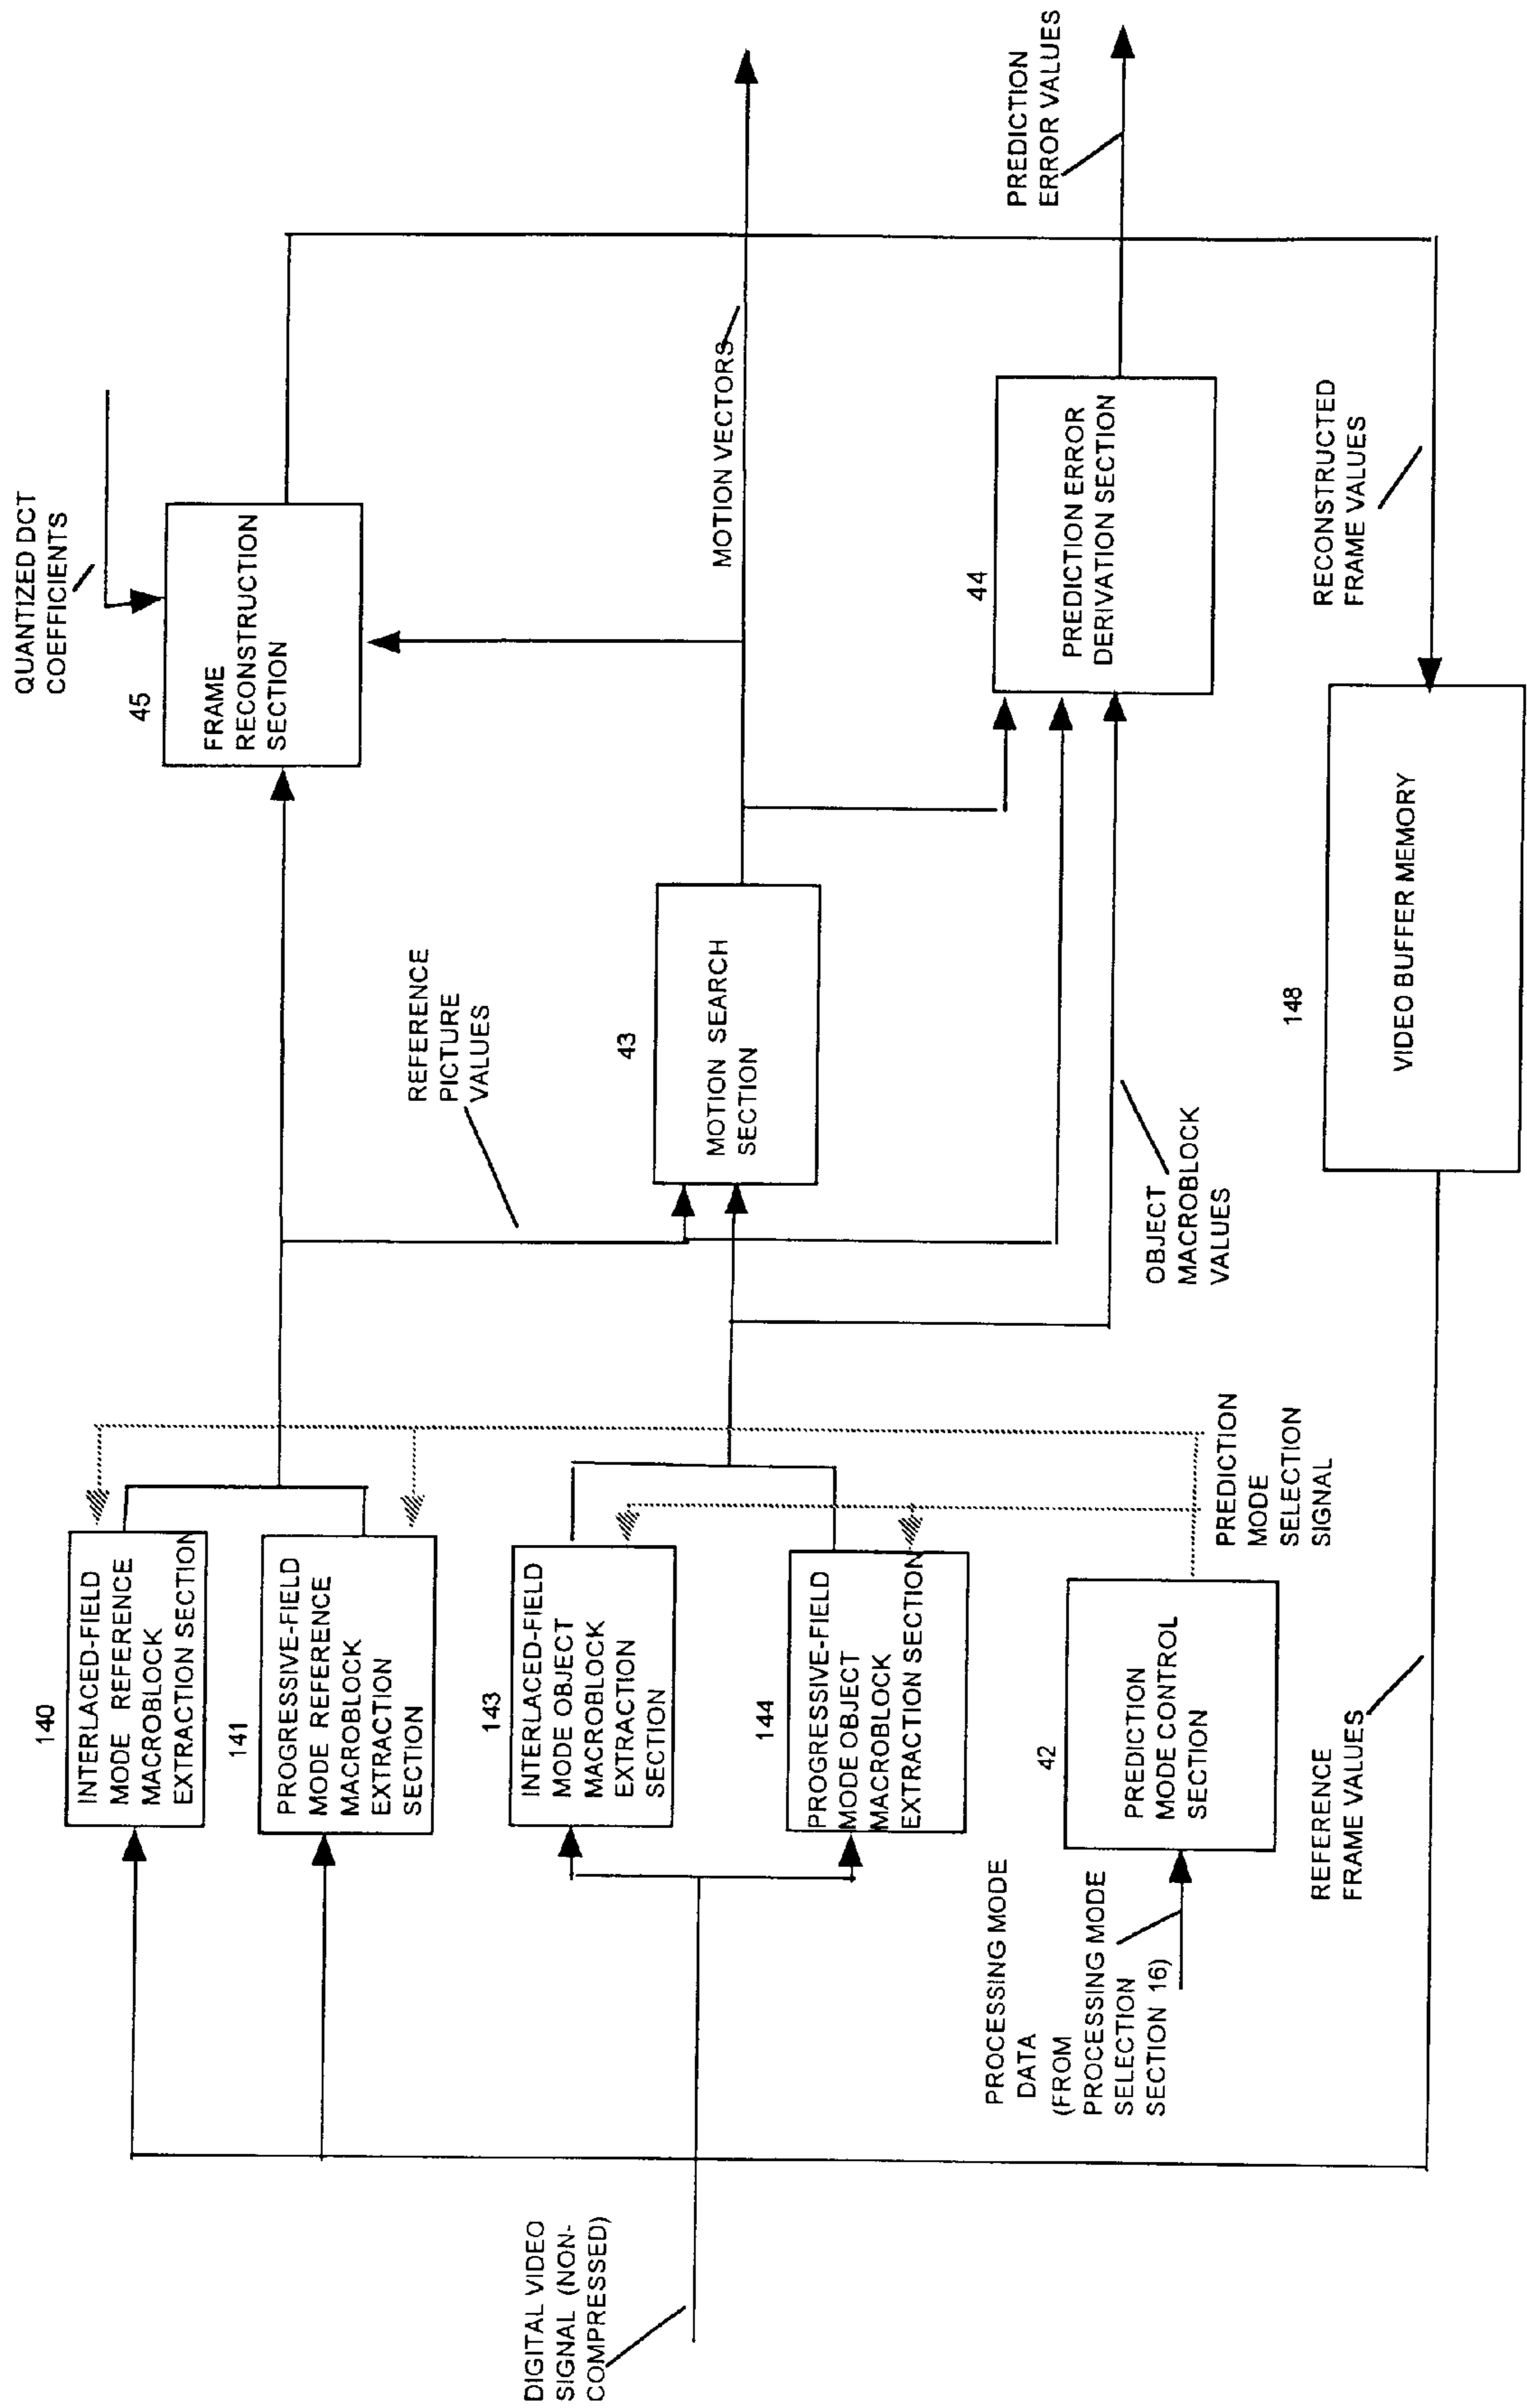 QUANTIZED DCT
COEFFICIENTS
45
FRAME
RECONSTRUCTION
SECTION
140
INTERLACED-FIELD
MODE REFERENCE
MACROBLOCK
EXTRACTION SECTION
141
PROGRESSIVE-FIELD
MODE REFERENCE
MACROBLOCK
EXTRACTION
SECTION
REFERENCE
PICTURE
VALUES
DIGITAL VIDEO
SIGNAL (NON-
COMPRESSED)
143
INTERLACED-FIELD
MODE OBJECT
MACROBLOCK
EXTRACTION
SECTION
43
MOTION SEARCH
SECTION
MOTION VECTORS
144
PROGRESSIVE-FIELD
MODE OBJECT
MACROBLOCK
EXTRACTION SECTION
44
PREDICTION ERROR
DERIVATION SECTION
PREDICTION
ERROR VALUES
PROCESSING MODE
DATA
(FROM
PROCESSING MODE
SELECTION
SECTION 16)
42
PREDICTION
MODE CONTROL
SECTION
OBJECT
MACROBLOCK
VALUES
PREDICTION
MODE
SELECTION
SIGNAL
REFERENCE
FRAME VALUES
148
VIDEO BUFFER MEMORY
RECONSTRUCTED
FRAME VALUES